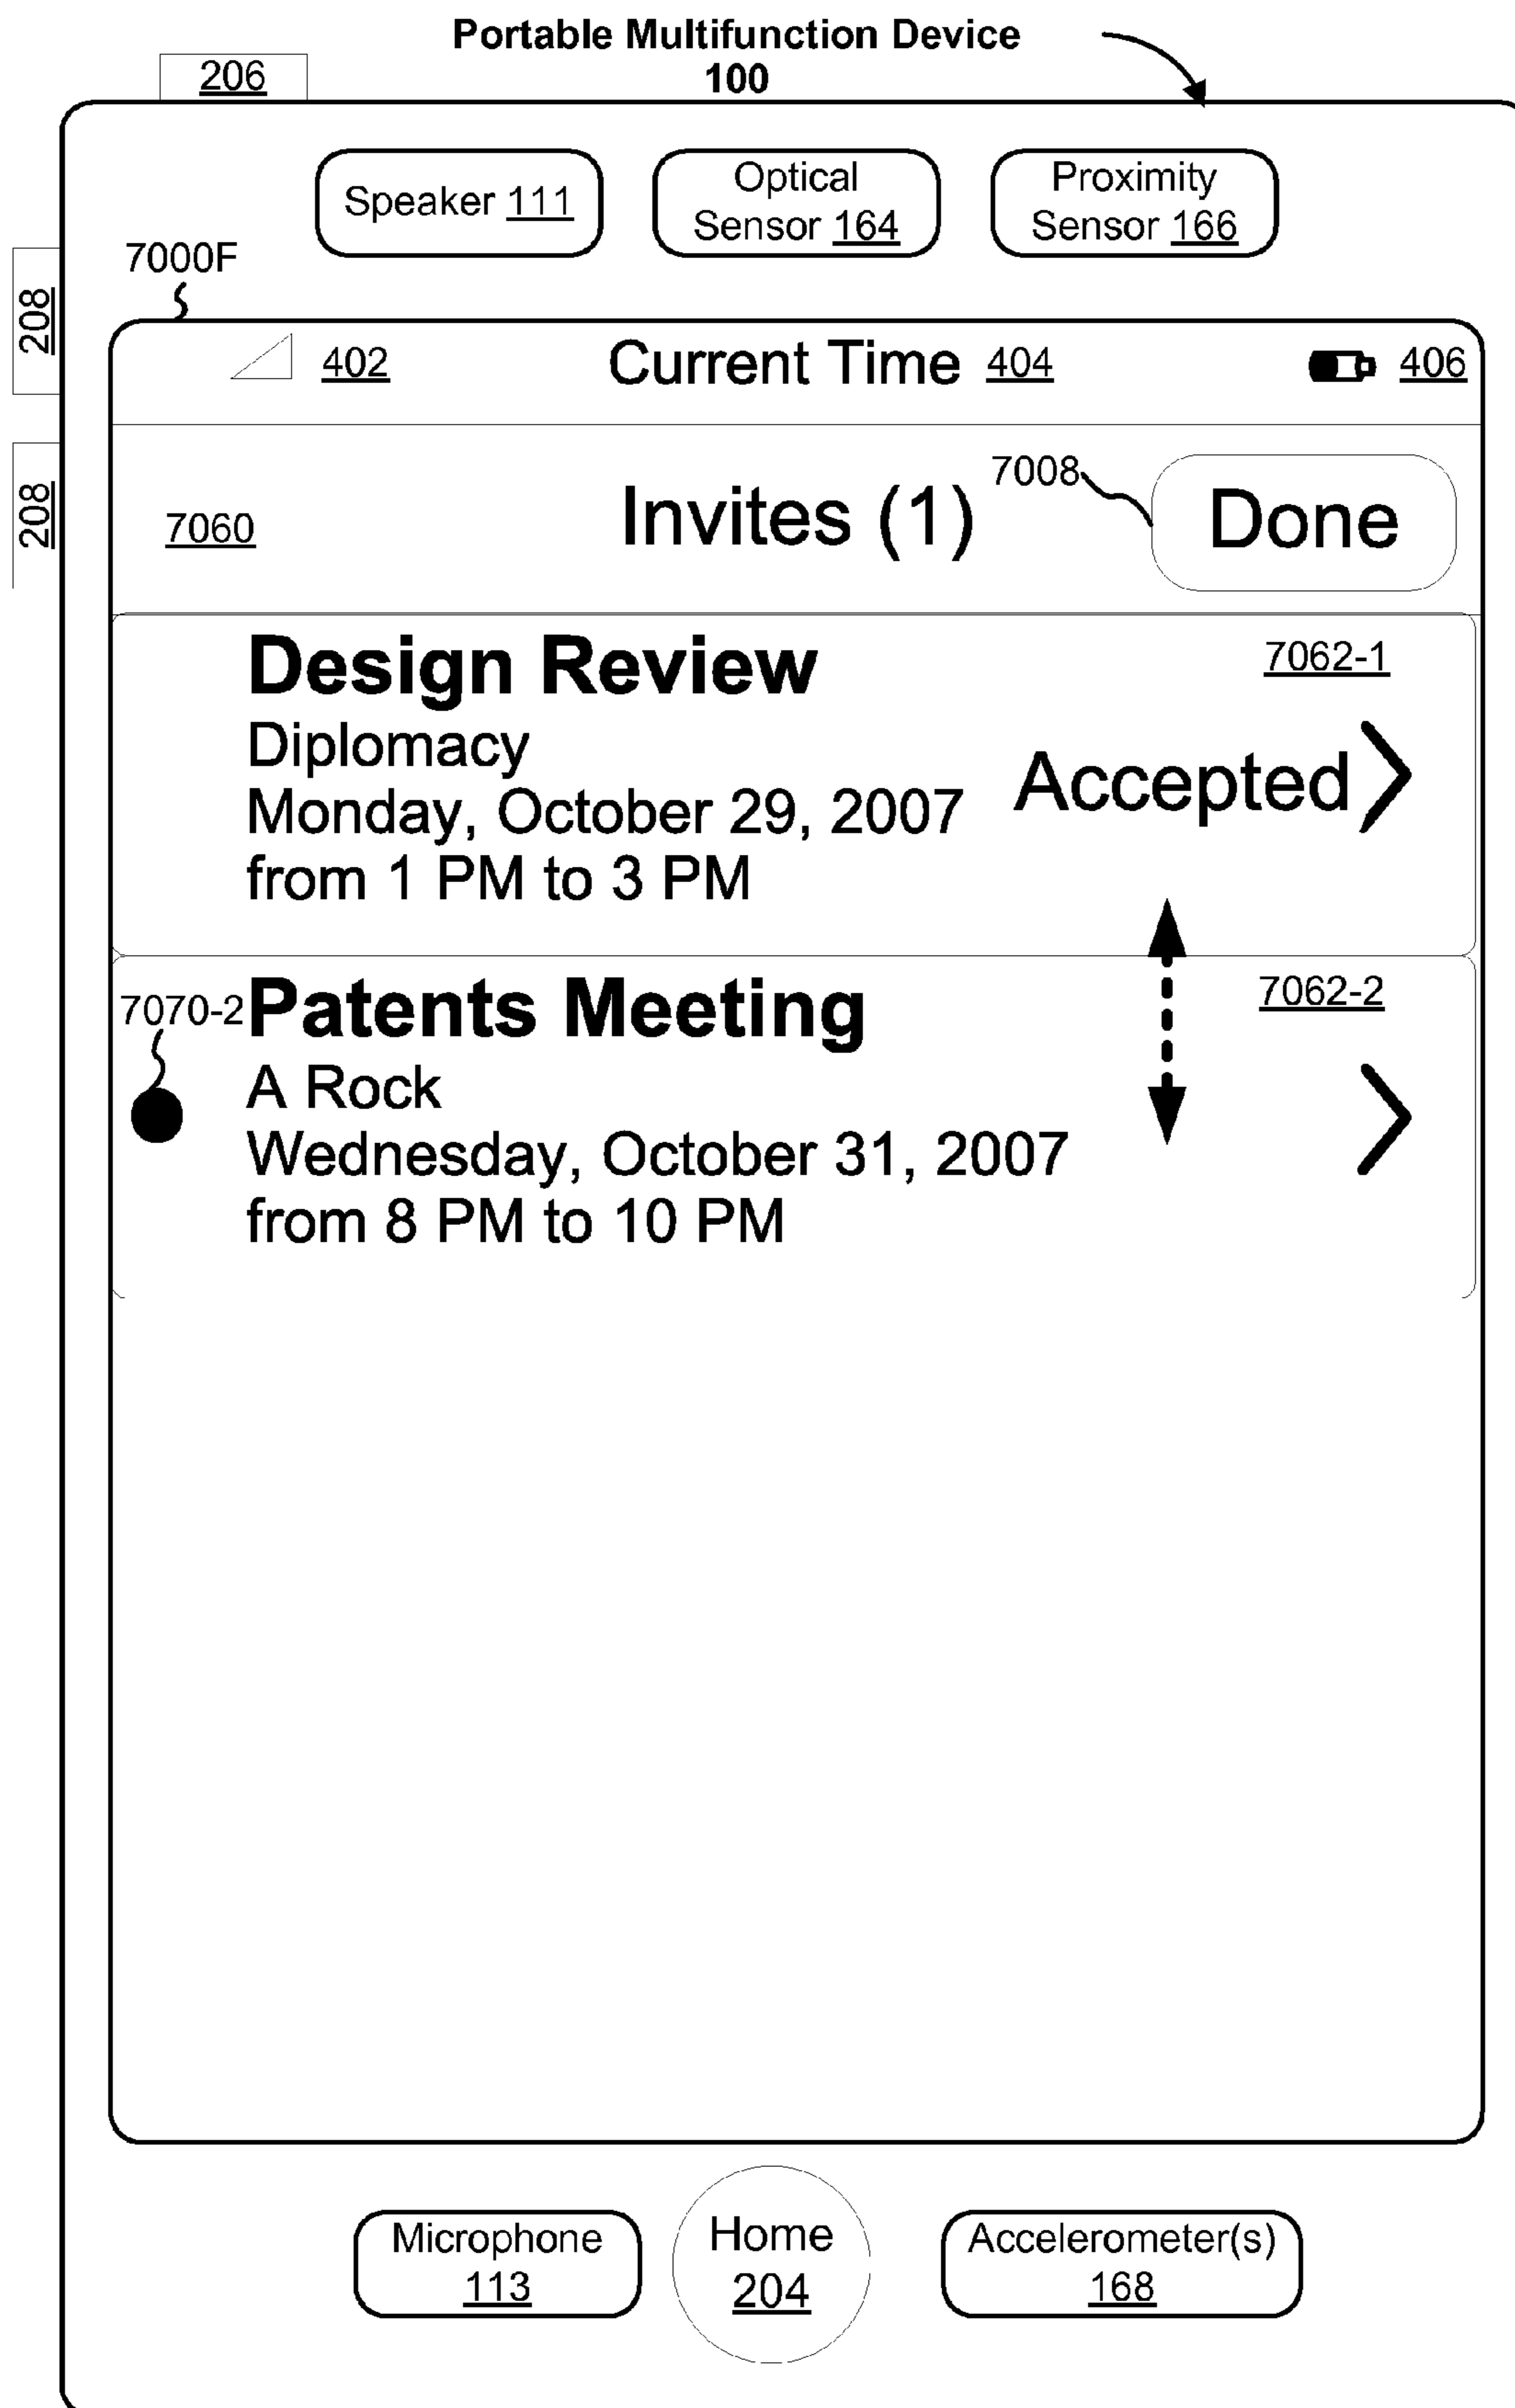 Portable Multifunction Device
100
206
Speaker 111
Optical
Sensor 164
Proximity
Sensor 166
7000F
208
402
Current Time 404
406
208
7060
Invites (1)
7008
Done
Design Review
7062-1
Diplomacy
Monday, October 29, 2007
Accepted
from 1 PM to 3 PM
7070-2
Patents Meeting
7062-2
A Rock
Wednesday, October 31, 2007
from 8 PM to 10 PM
Microphone
113
Home
204
Accelerometer(s)
168